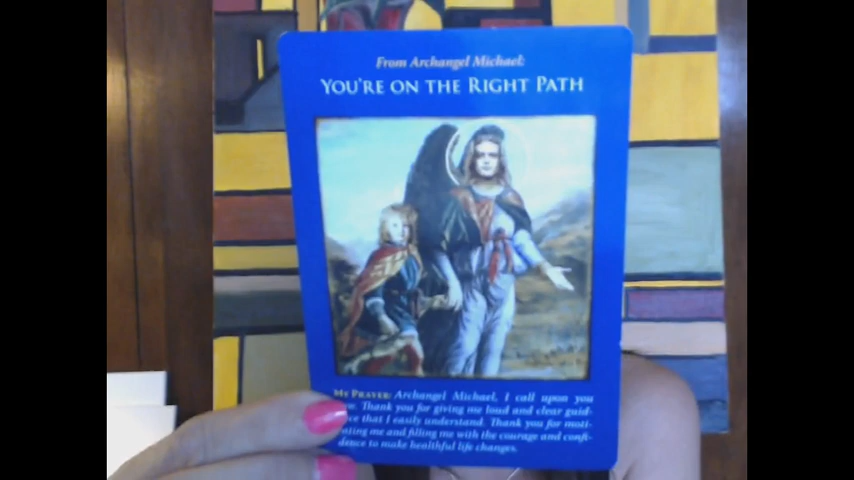 From Archangel Michael:
YOU'RE ON THE RIGHT PATH
MY PRAYER: Archangel Michael, I call upon you
Thank you for giving me loud and clear guid-
that I easily understand. Thank you for moti-
vating me and filling me with the courage and confi-
dence to make healthful life changes.